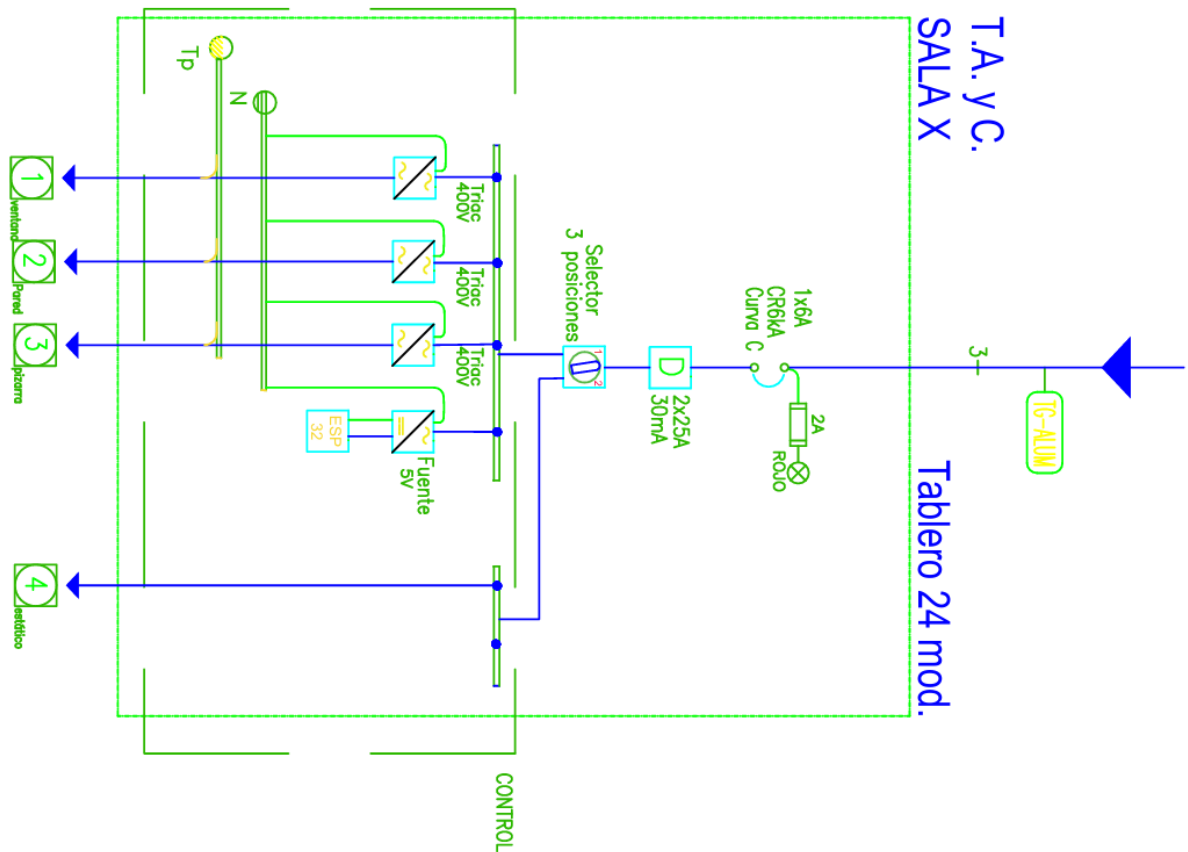 T.A. y C.
SALA X
Tablero 24 mod.
TG-ALUM
3
2A
ROJO
1x6A
CR6kA
Curva C
D
2x25A
30mA
Selector
3 posiciones
1
2
Triac
400V
Triac
400V
Triac
400V
Fuente
5V
ESP
32
N
Tp
1
ventana
2
Pared
3
pizarra
4
estático
CONTROL